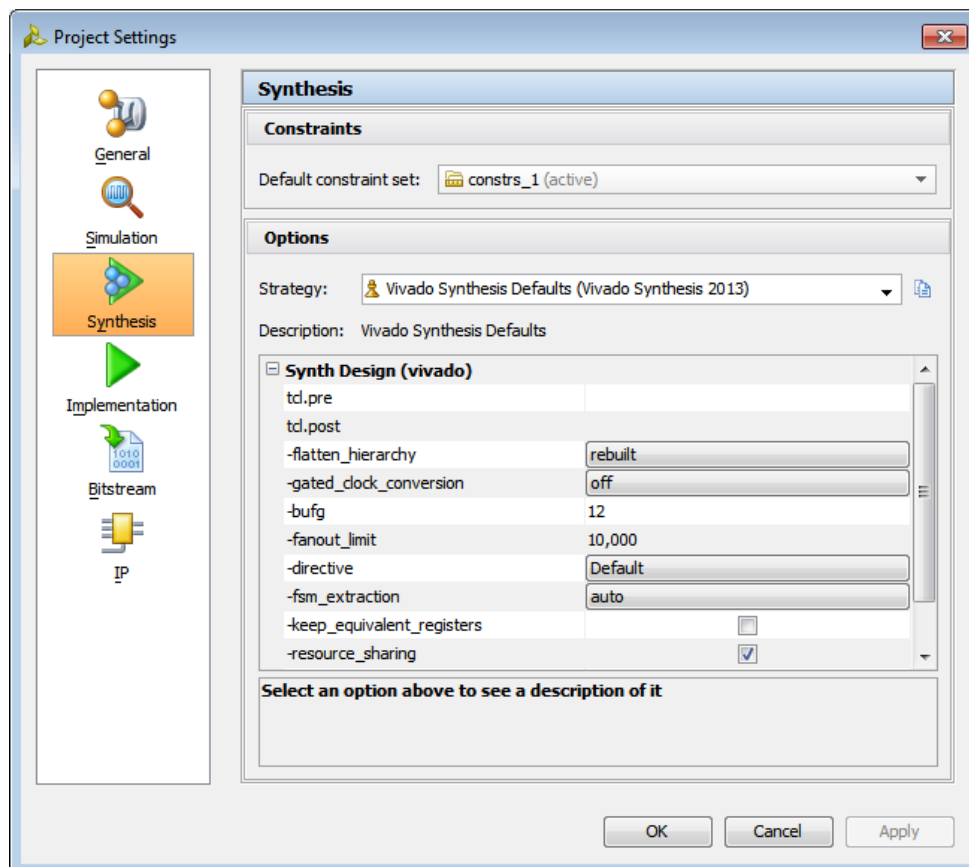 Project Settings
General
Simulation
Synthesis
Implementation
1010
0001
Bitstream
IP
Synthesis
Constraints
Default constraint set: constrs_1 (active)
Options
Strategy: Vivado Synthesis Defaults (Vivado Synthesis 2013)
Description: Vivado Synthesis Defaults
Synth Design (vivado)
tcl.pre
tcl.post
-flatten_hierarchy rebuilt
-gated_clock_conversion off
-bufg 12
-fanout_limit 10,000
-directive Default
-fsm_extraction auto
-keep_equivalent_registers
-resource_sharing
Select an option above to see a description of it
OK Cancel Apply